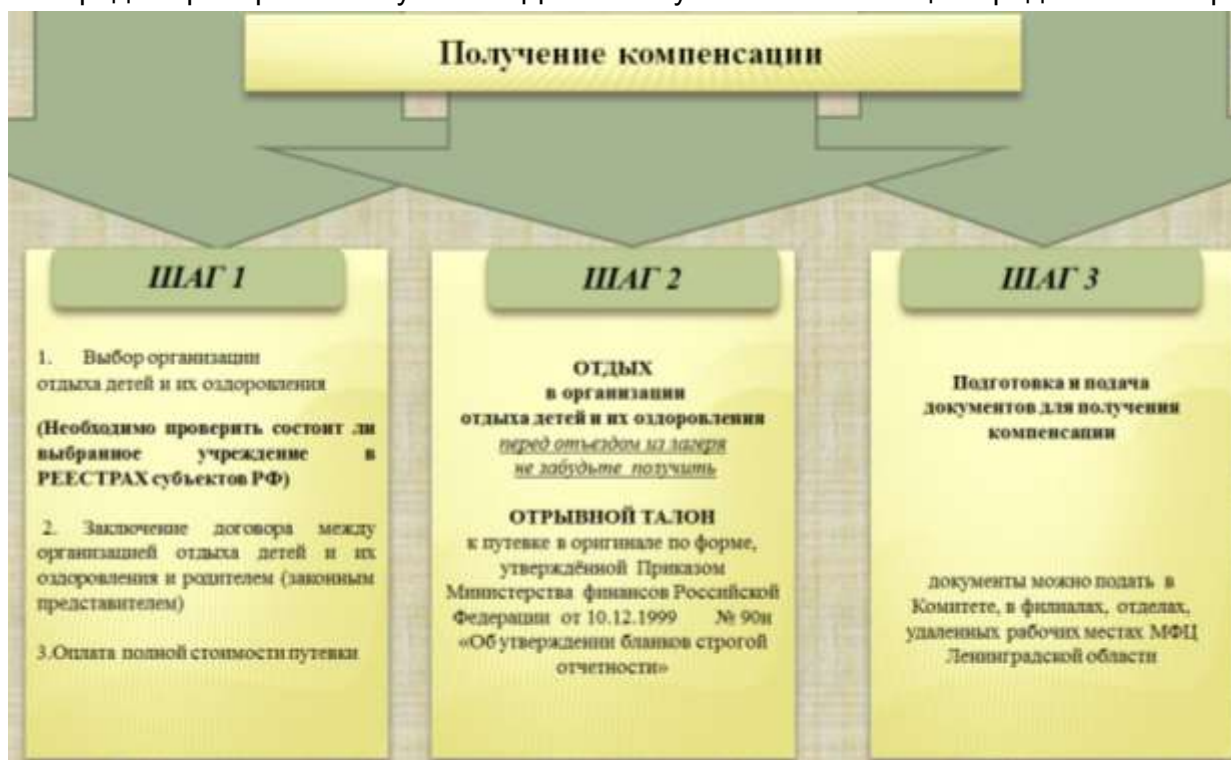 Получение компенсации
ШАГ 1
1. Выбор организации
отдыха детей и их оздоровления
(Необходимо проверить состоит ли
выбранное учреждение в
РЕЕСТРАХ субъектов РФ)
2. Заключение договора между
организацией отдыха детей и их
оздоровления и родителем (законным
представителем)
3.Оплата полной стоимости путевки
ШАГ 2
ОТДЫХ
в организации
отдыха детей и их оздоровления
перед отъездом из лагеря
не забудьте получить
ОТРЫВНОЙ ТАЛОН
к путевке в оригинале по форме,
утверждённой Приказом
Министерства финансов Российской
Федерации от 10.12.1999 № 90н
«Об утверждении бланков строгой
отчетности»
ШАГ 3
Подготовка и подача
документов для получения
компенсации
документы можно подать в
Комитете, в филиалах, отделах,
удаленных рабочих местах МФЦ
Ленинградской области